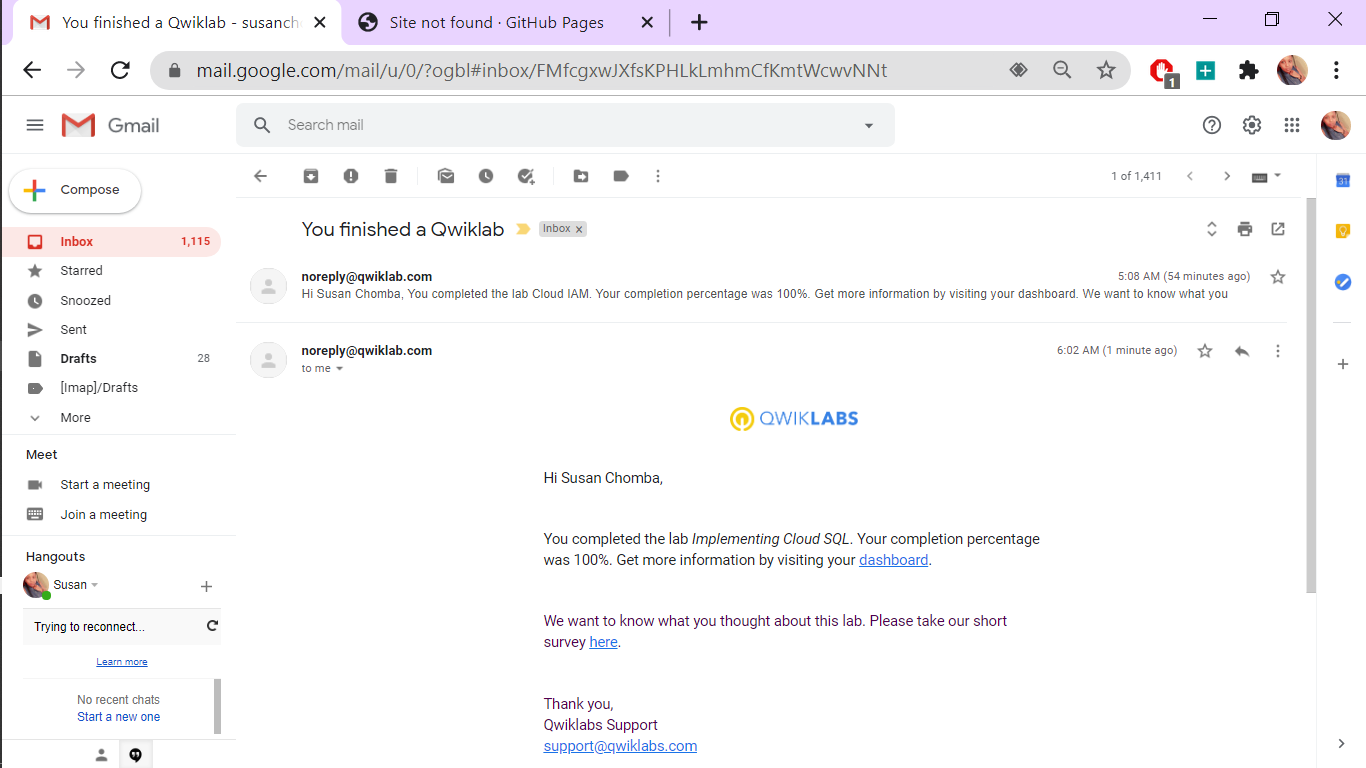 You finished a Qwiklab - susanch
Site not found · GitHub Pages
mail.google.com/mail/u/0/?ogbl#inbox/FMfcgxwJXfsKPHLkLmhmCfKmtWcwvNNt
1
Gmail
Search mail
Compose
1 of 1,411
31
Inbox 1,115
Starred
Snoozed
Sent
Drafts 28
[Imap]/Drafts
More
Meet
Start a meeting
Join a meeting
Hangouts
Susan
Trying to reconnect...
Learn more
No recent chats
Start a new one
You finished a Qwiklab Inbox x
noreply@qwiklab.com 5:08 AM (54 minutes ago)
Hi Susan Chomba, You completed the lab Cloud IAM. Your completion percentage was 100%. Get more information by visiting your dashboard. We want to know what you
noreply@qwiklab.com 6:02 AM (1 minute ago)
to me
QWIKLABS
Hi Susan Chomba,
You completed the lab Implementing Cloud SQL. Your completion percentage
was 100%. Get more information by visiting your dashboard.
We want to know what you thought about this lab. Please take our short
survey here.
Thank you,
Qwiklabs Support
support@qwiklabs.com